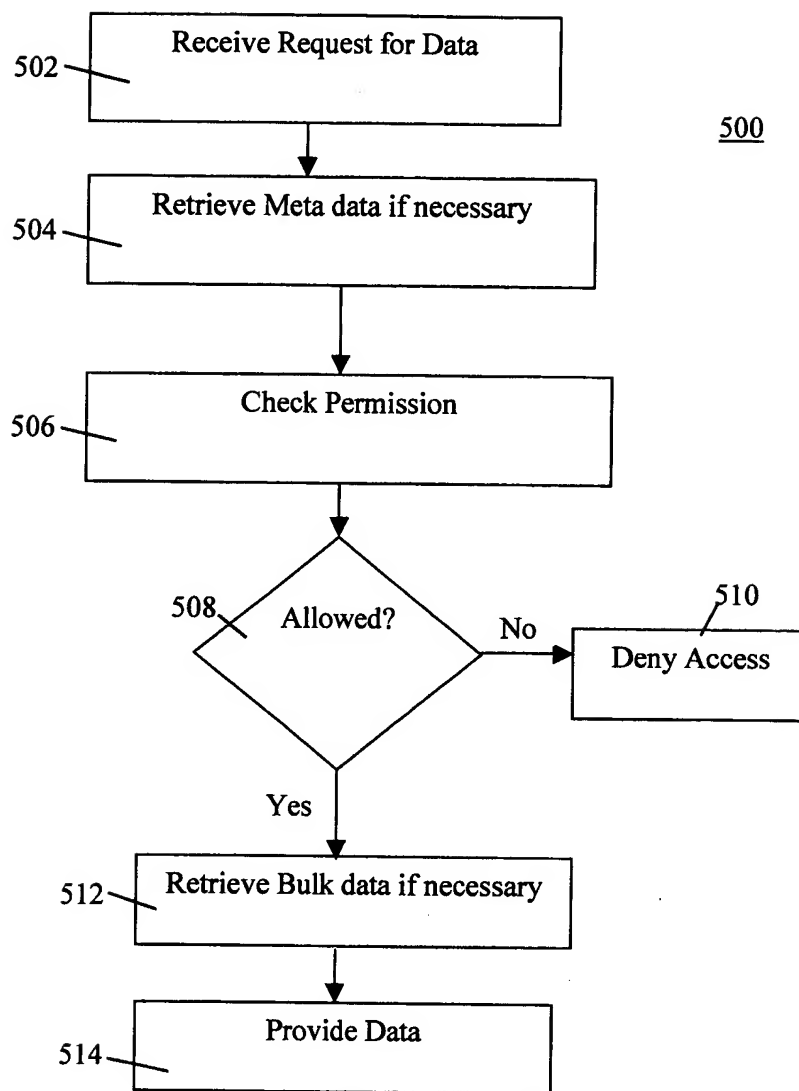 Receive Request for Data
502
500
Retrieve Meta data if necessary
504
Check Permission
506
508
Allowed?
No
510
Deny Access
Yes
Retrieve Bulk data if necessary
512
Provide Data
514